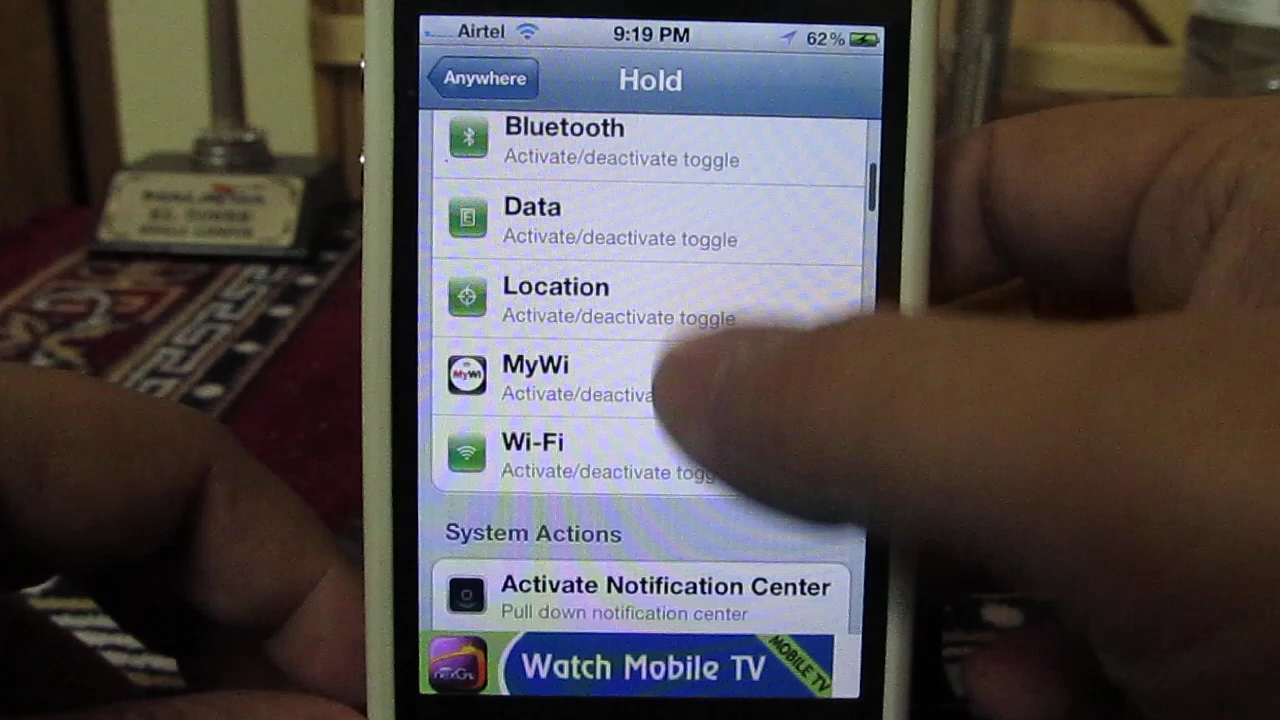 Airtel 9:19 PM 62%
Anywhere Hold
Bluetooth
Activate/deactivate toggle
Data
Activate/deactivate toggle
Location
Activate/deactivate toggle
MyWi
MyWi
Activate/deactiva
Wi-Fi
Activate/deactivate togg
System Actions
Activate Notification Center
Pull down notification center
Watch Mobile TV
MOBILE TV